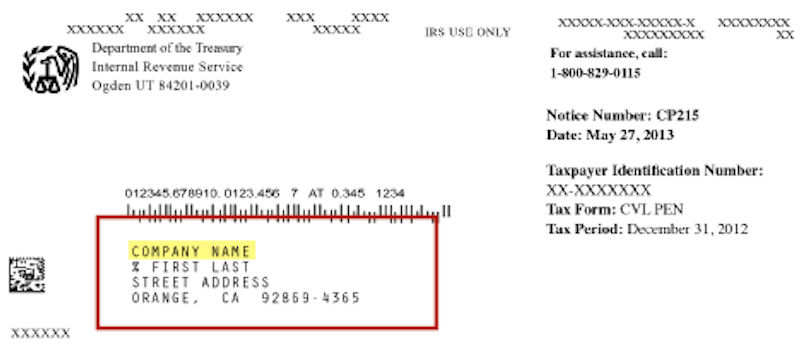 XX XX XXXXXX XXX XXXX
XXXXXX XXXXXX XXXXX
IRS USE ONLY
XXXXX-XXX-XXXXX-X XXXXXXXX
XXXXXXXXXX XX
Department of the Treasury
Internal Revenue Service
Ogden UT 84201-0039
For assistance, call:
1-800-829-0115
Notice Number: CP215
Date: May 27, 2013
Taxpayer Identification Number:
XX-XXXXXXX
Tax Form: CVL PEN
Tax Period: December 31, 2012
012345.678910. 0123.456 7 AT 0.345 1234
COMPANY NAME
% FIRST LAST
STREET ADDRESS
ORANGE, CA 92869-4365
XXXXXX